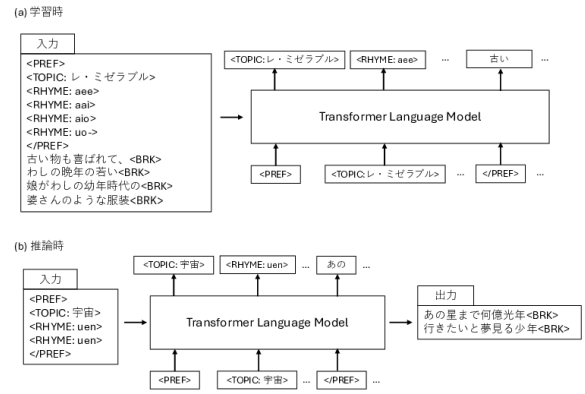 (a) 学習時
入力
<PREF>
<TOPIC: レ・ミゼラブル>
<RHYME: aee>
<RHYME: aai>
<RHYME: aio>
<RHYME: uo->
</PREF>
古い物も喜ばれて、<BRK>
わしの晩年の若い<BRK>
娘がわしの幼年時代の<BRK>
婆さんのような服装<BRK>
<TOPIC:レ・ミゼラブル> <RHYME: aee> ... 古い ...
Transformer Language Model
<PREF> <TOPIC:レ・ミゼラブル> ... </PREF> ...
(b) 推論時
入力
<PREF>
<TOPIC: 宇宙>
<RHYME: uen>
<RHYME: uen>
</PREF>
<TOPIC: 宇宙> <RHYME: uen> ... あの ...
Transformer Language Model
<PREF> <TOPIC: 宇宙> ... </PREF> ...
出力
あの星まで何億光年<BRK>
行きたいと夢見る少年<BRK>